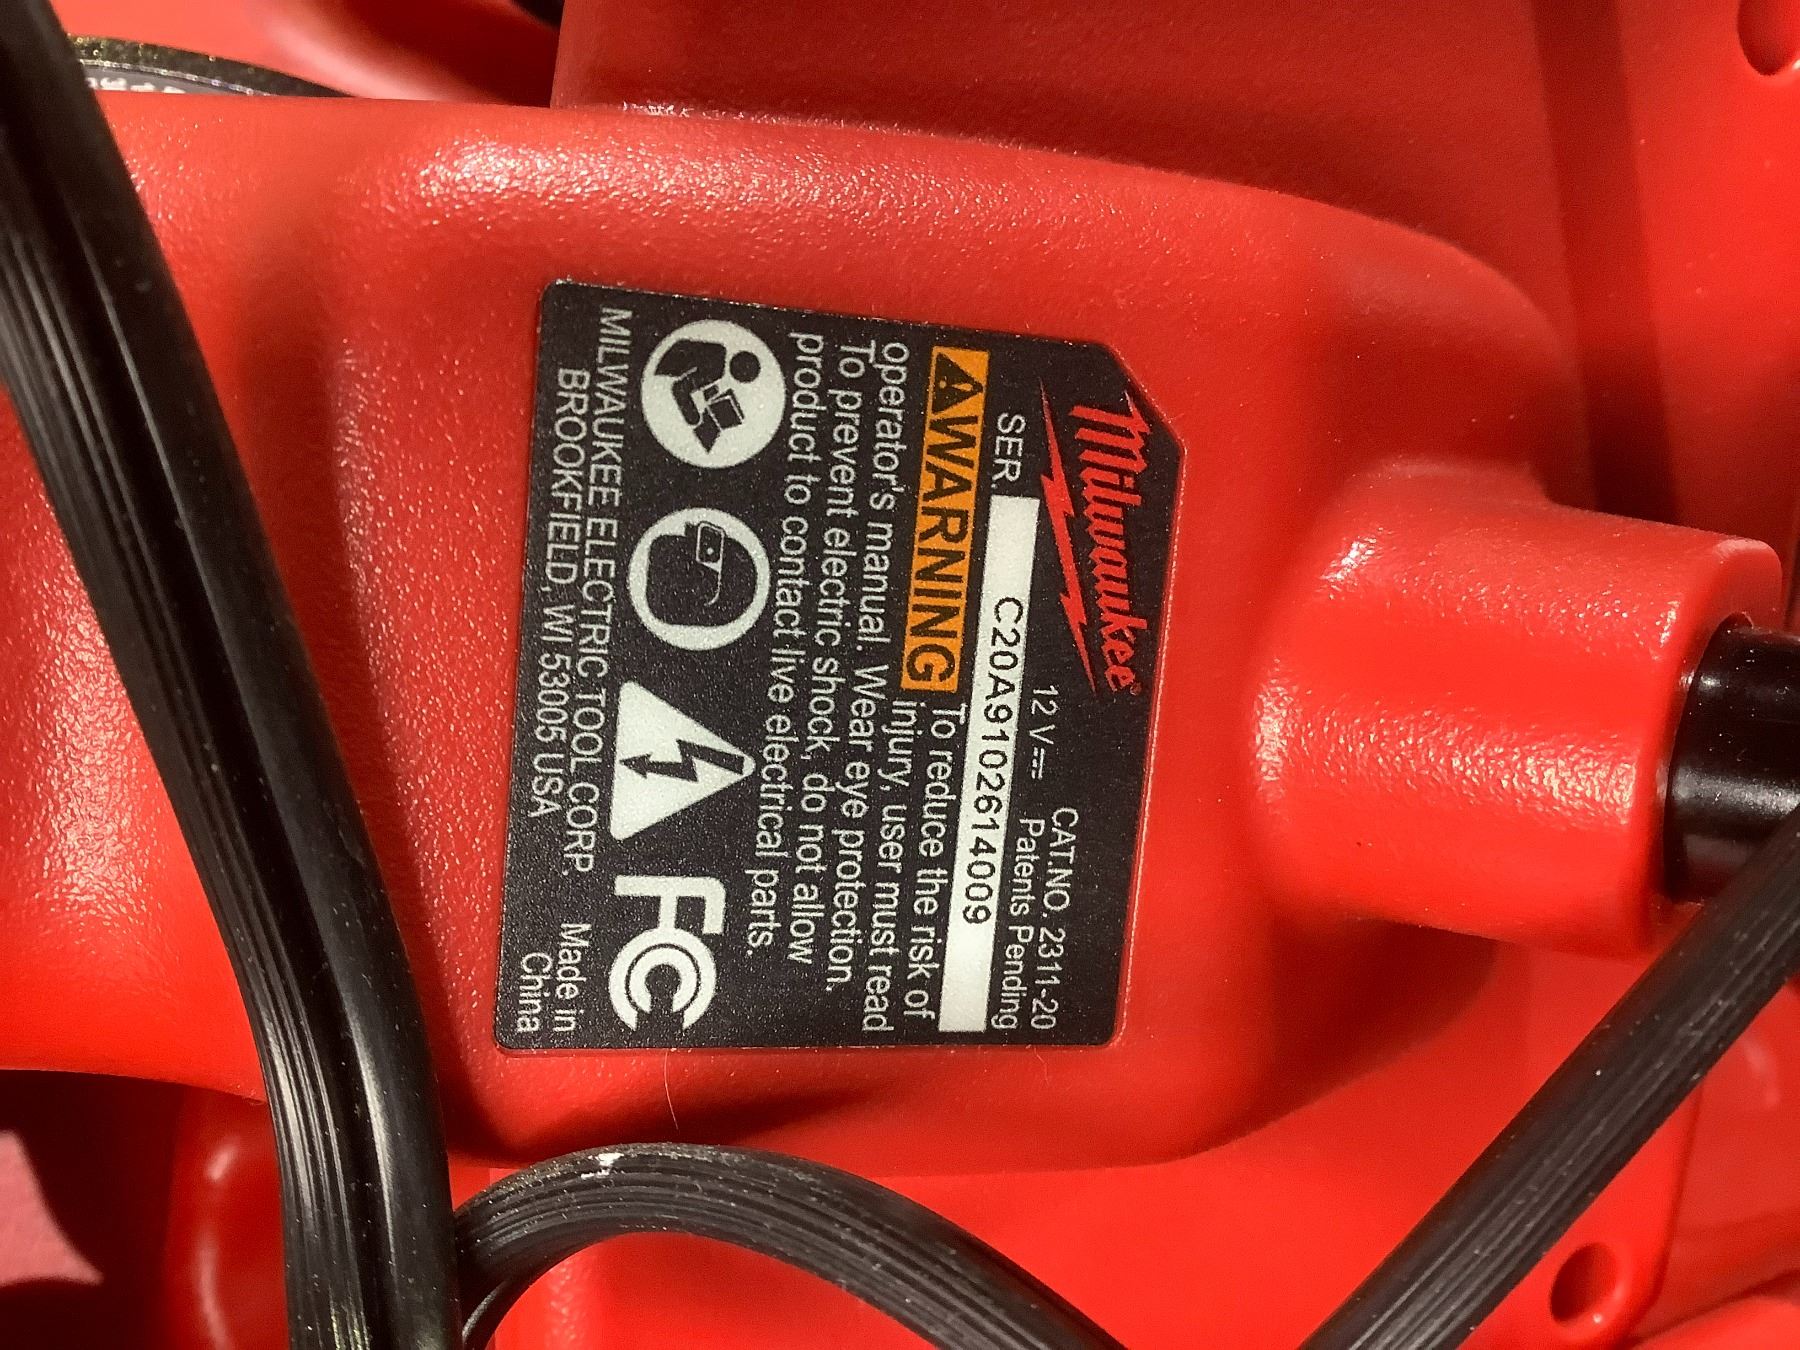 Milwaukee®
CAT.NO. 2311-20
12 V⎓ Patents Pending
SER. C20A9102614009
WARNING To reduce the risk of
injury, user must read
operator's manual. Wear eye protection.
To prevent electric shock, do not allow
product to contact live electrical parts.
FC
MILWAUKEE ELECTRIC TOOL CORP.
BROOKFIELD, WI 53005 USA
Made in
China